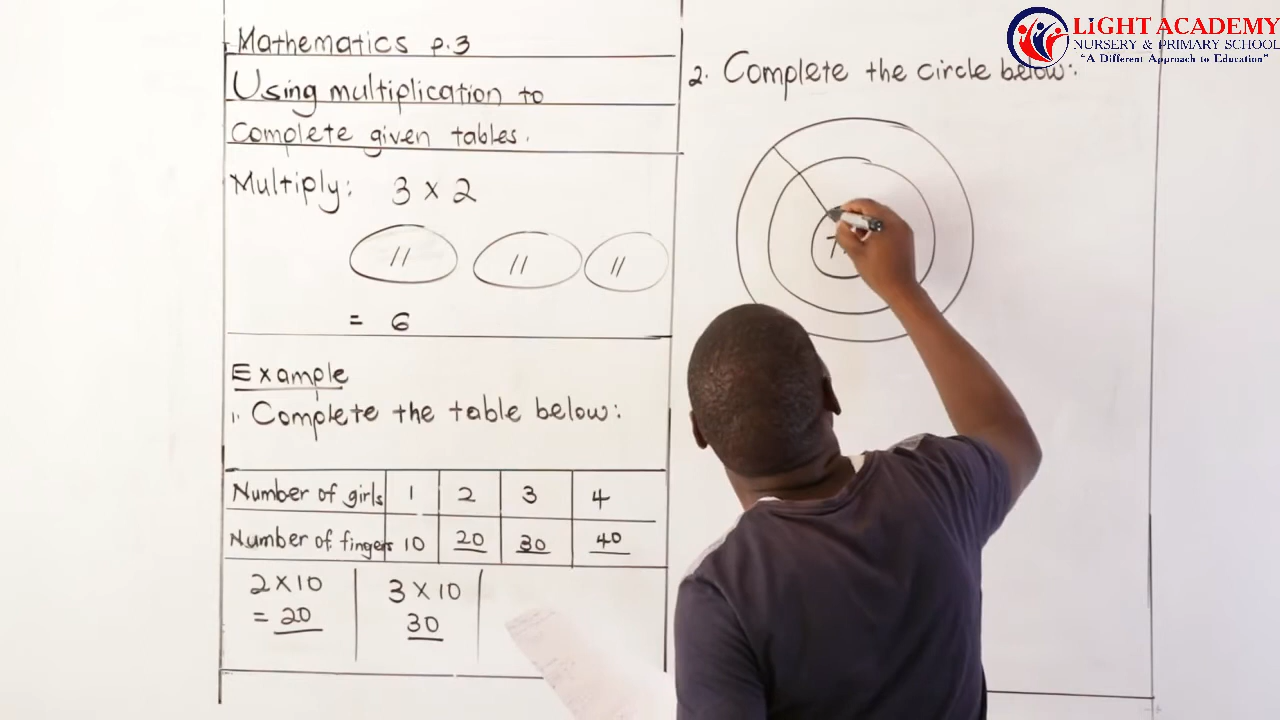 LIGHT ACADEMY
NURSERY & PRIMARY SCHOOL
"A Different Approach to Education"
Mathematics p.3
Using multiplication to
Complete given tables.
Multiply: 3 x 2
= 6
Example
1. Complete the table below:
Number of girls 1 2 3 4
Number of fingers 10 20 30 40
2 x 10 3 x 10
= 20 30
2. Complete the circle below: